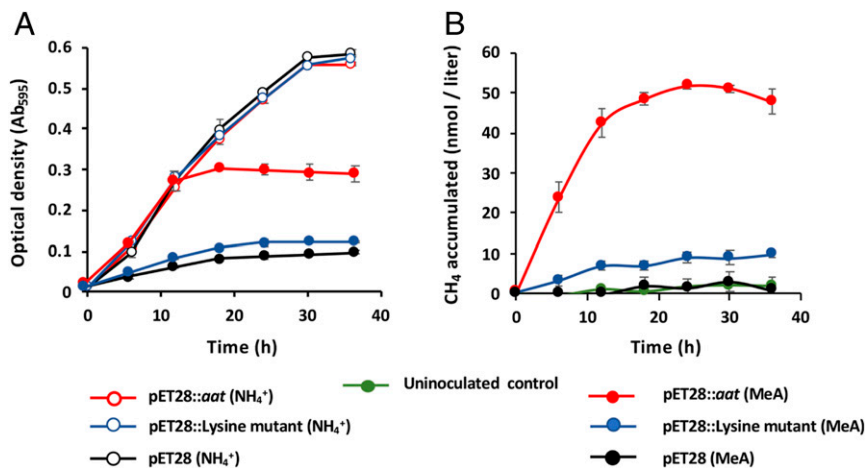 A
B
Optical density (Ab₅₉₅)
0.6
0.5
0.4
0.3
0.2
0.1
0
0
10
20
30
40
Time (h)
CH₄ accumulated (nmol / liter)
60
50
40
30
20
10
0
0
10
20
30
40
Time (h)
Uninoculated control
pET28::aat (NH₄⁺)
pET28::Lysine mutant (NH₄⁺)
pET28 (NH₄⁺)
pET28::aat (MeA)
pET28::Lysine mutant (MeA)
pET28 (MeA)